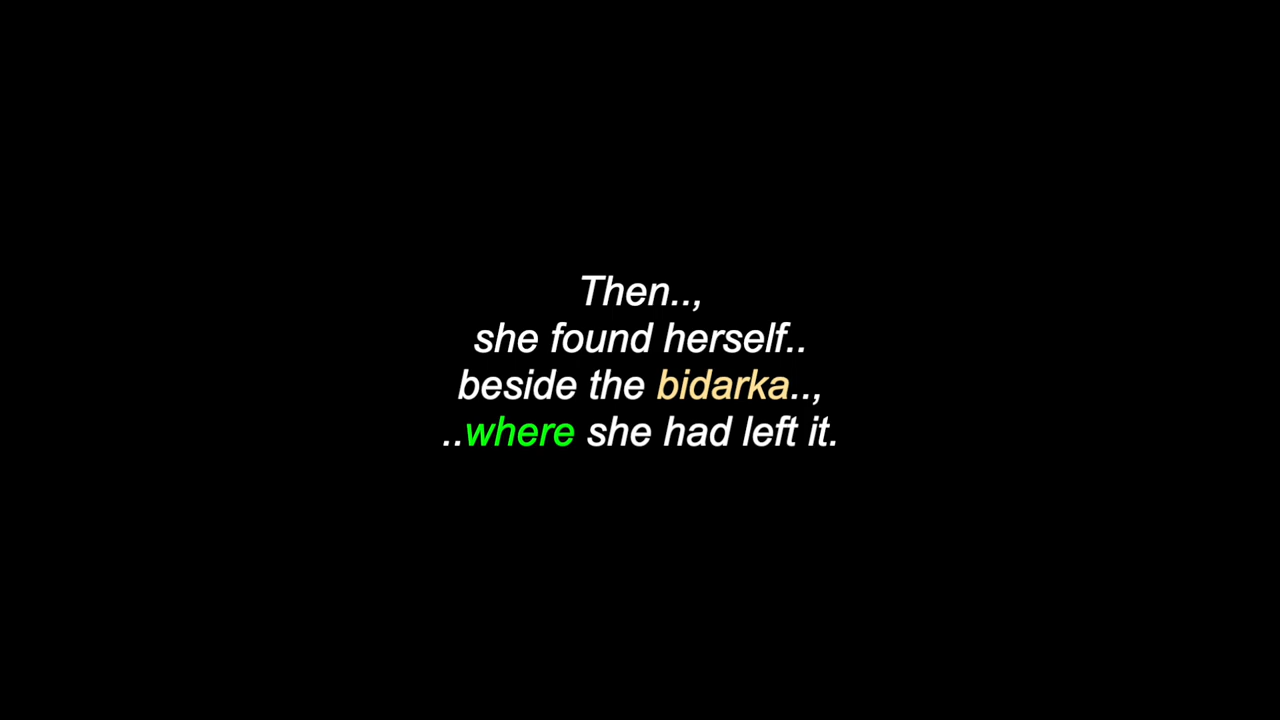 Then..,
she found herself..
beside the bidarka..,
..where she had left it.